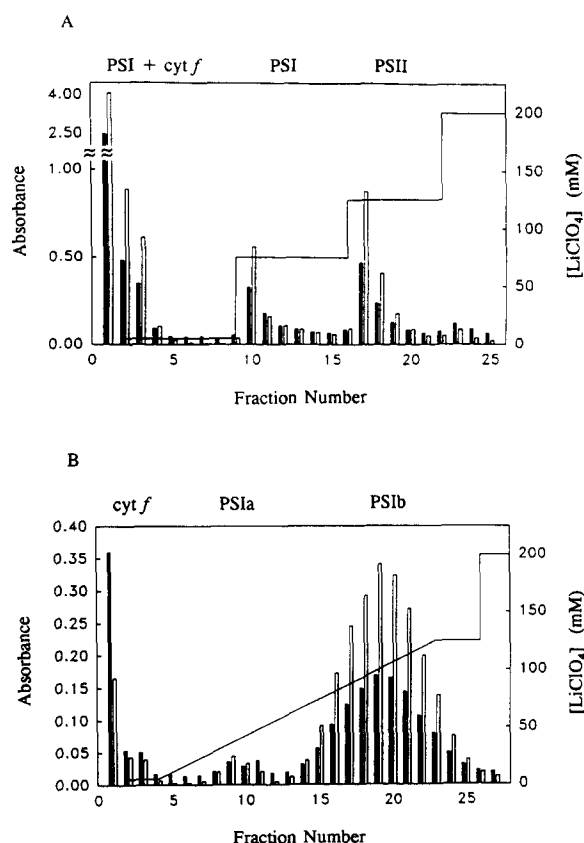 A
PSI + cyt f PSI PSII
4.00
2.50
1.00
0.50
0.00
Absorbance
200
150
100
50
0
[LiClO4] (mM)
0 5 10 15 20 25
Fraction Number
B
cyt f PSIa PSIb
0.40
0.35
0.30
0.25
0.20
0.15
0.10
0.05
0.00
Absorbance
200
150
100
50
0
[LiClO4] (mM)
0 5 10 15 20 25
Fraction Number